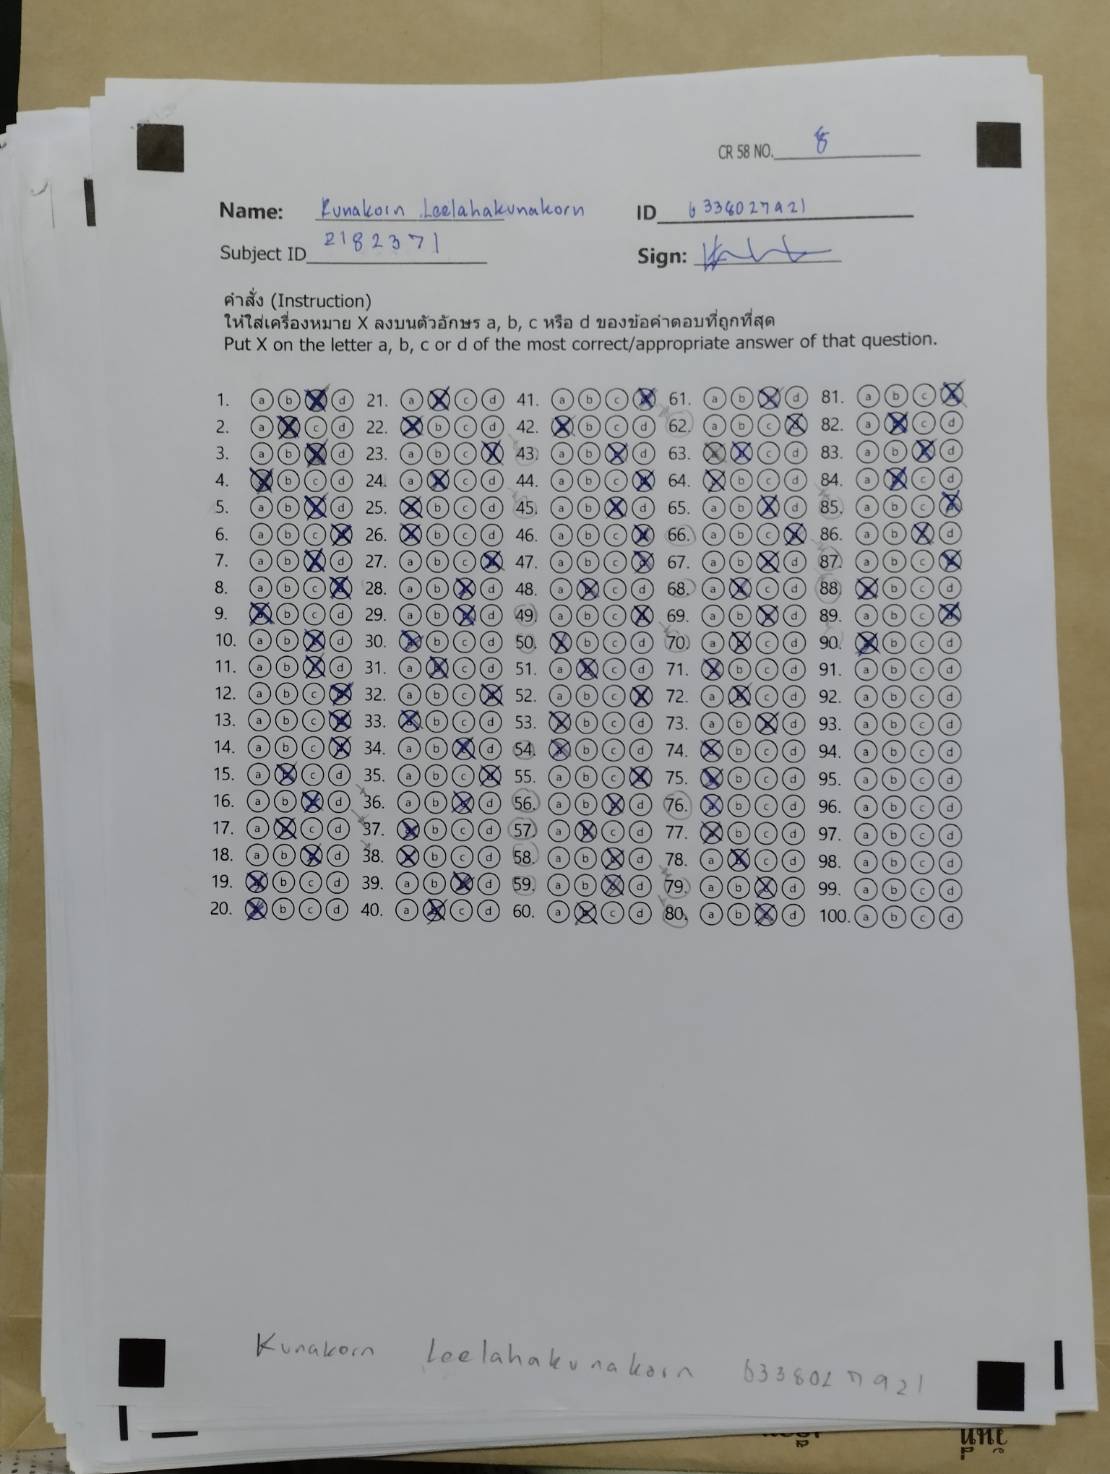 CR 58 NO. 8
Name: Kunakorn Leelahakunakorn ID 6338027921
Subject ID 2182371 Sign:
คำสั่ง (Instruction)
ให้ใส่เครื่องหมาย X ลงบนตัวอักษร a, b, c หรือ d ของข้อคำตอบที่ถูกที่สุด
Put X on the letter a, b, c or d of the most correct/appropriate answer of that question.
1. a b c d 21. a b c d 41. a b c d 61. a b c d 81. a b c d
2. a b c d 22. a b c d 42. a b c d 62. a b c d 82. a b c d
3. a b c d 23. a b c d 43. a b c d 63. a b c d 83. a b c d
4. a b c d 24. a b c d 44. a b c d 64. a b c d 84. a b c d
5. a b c d 25. a b c d 45. a b c d 65. a b c d 85. a b c d
6. a b c d 26. a b c d 46. a b c d 66. a b c d 86. a b c d
7. a b c d 27. a b c d 47. a b c d 67. a b c d 87. a b c d
8. a b c d 28. a b c d 48. a b c d 68. a b c d 88. a b c d
9. a b c d 29. a b c d 49. a b c d 69. a b c d 89. a b c d
10. a b c d 30. a b c d 50. a b c d 70. a b c d 90. a b c d
11. a b c d 31. a b c d 51. a b c d 71. a b c d 91. a b c d
12. a b c d 32. a b c d 52. a b c d 72. a b c d 92. a b c d
13. a b c d 33. a b c d 53. a b c d 73. a b c d 93. a b c d
14. a b c d 34. a b c d 54. a b c d 74. a b c d 94. a b c d
15. a b c d 35. a b c d 55. a b c d 75. a b c d 95. a b c d
16. a b c d 36. a b c d 56. a b c d 76. a b c d 96. a b c d
17. a b c d 37. a b c d 57. a b c d 77. a b c d 97. a b c d
18. a b c d 38. a b c d 58. a b c d 78. a b c d 98. a b c d
19. a b c d 39. a b c d 59. a b c d 79. a b c d 99. a b c d
20. a b c d 40. a b c d 60. a b c d 80. a b c d 100. a b c d
Kunakorn Leelahakunakorn 6338027921